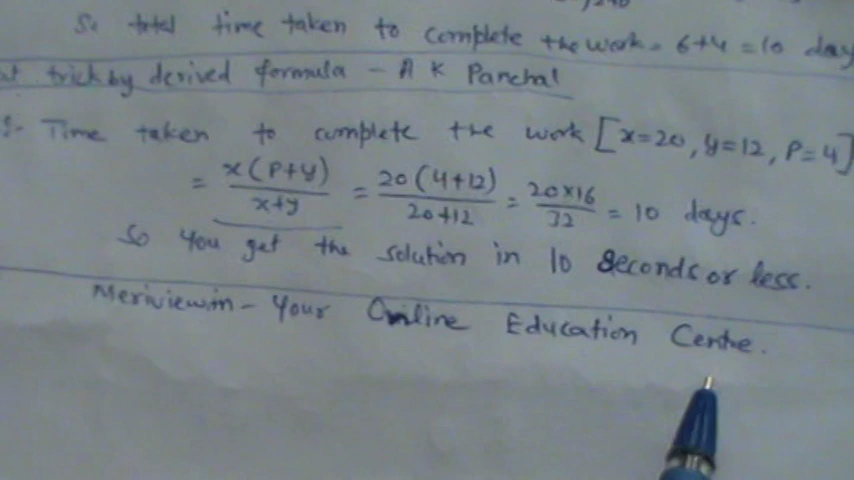 So total time taken to complete the work = 6+4 = 10 day
trick by derived formula - A K Panchal
Time taken to complete the work [x=20, y=12, P=4]
= x(P+y)/x+y = 20(4+12)/20+12 = 20×16/32 = 10 days.
So you get the solution in 10 seconds or less.
Meriviewin - Your Online Education Centre.